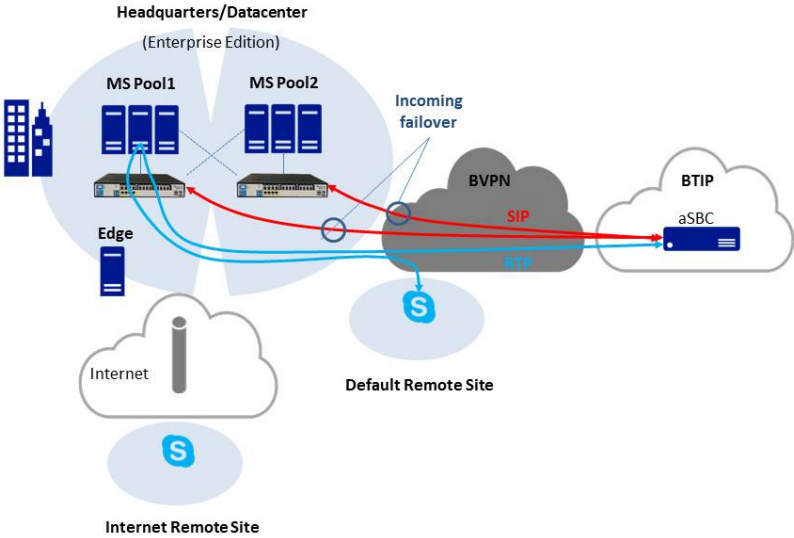 Headquarters/Datacenter
(Enterprise Edition)
MS Pool1
MS Pool2
Incoming
failover
BVPN
BTIP
SIP
aSBC
Edge
RTP
Internet
Default Remote Site
Internet Remote Site